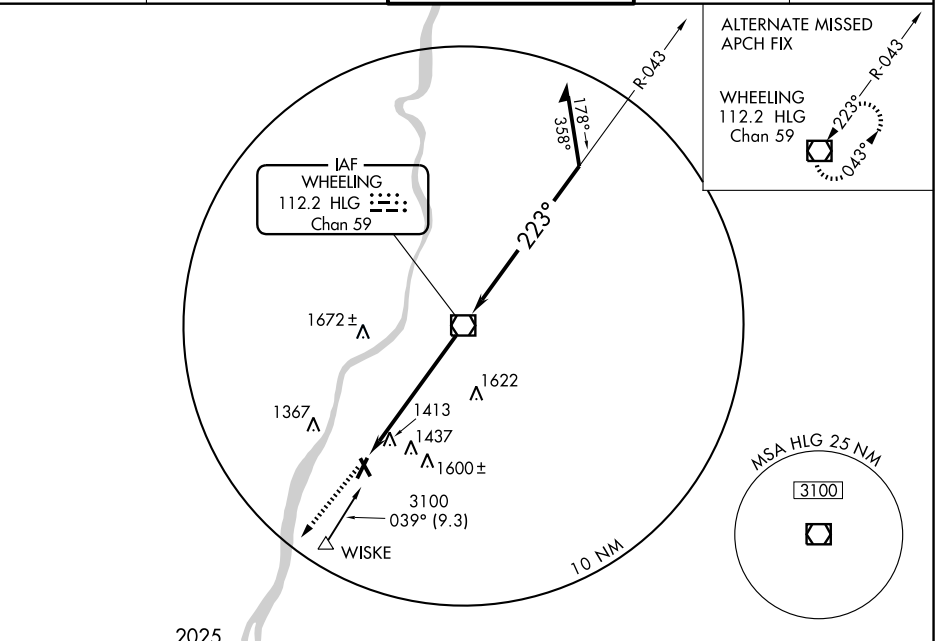 ALTERNATE MISSED
APCH FIX
R-043
WHEELING
112.2 HLG
Chan 59
223°
043°
R-043
178°
358°
IAF
WHEELING
112.2 HLG
Chan 59
223°
1672 ±
1622
1367
1413
1437
1600 ±
3100
039° (9.3)
WISKE
10 NM
MSA HLG 25 NM
3100
2025